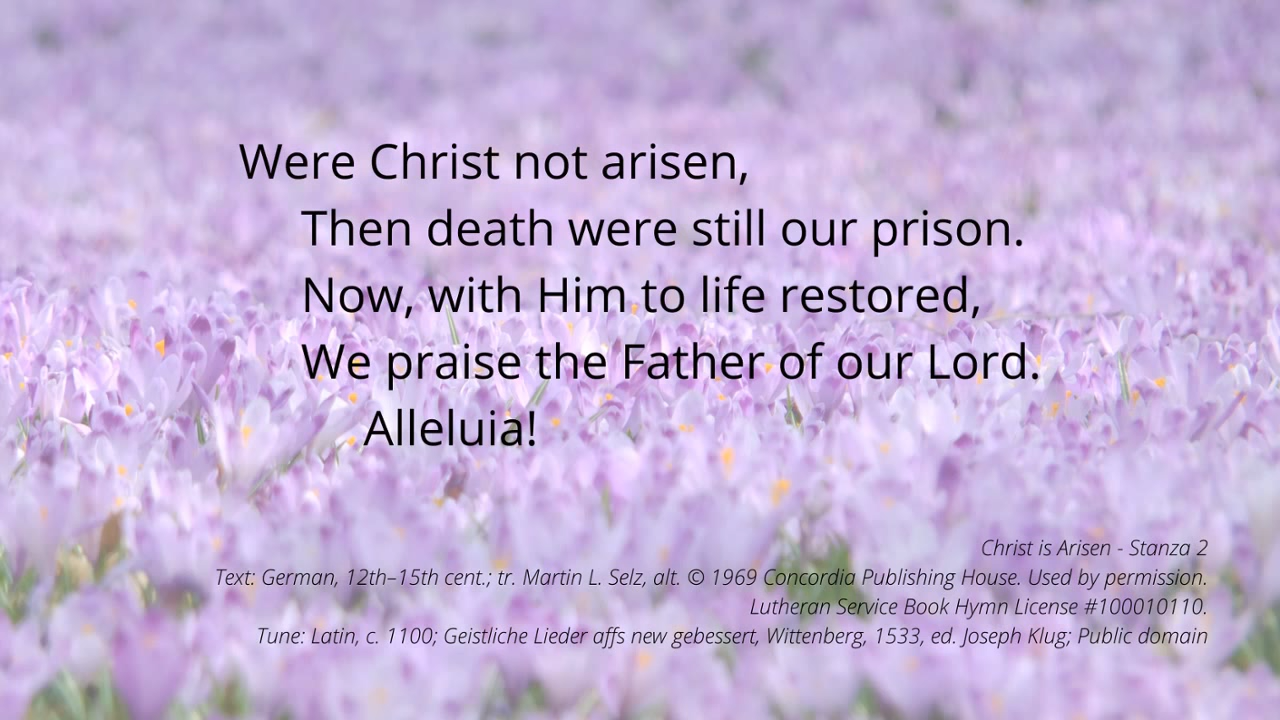 Were Christ not arisen,
Then death were still our prison.
Now, with Him to life restored,
We praise the Father of our Lord.
Alleluia!
Christ is Arisen - Stanza 2
Text: German, 12th–15th cent.; tr. Martin L. Selz, alt. © 1969 Concordia Publishing House. Used by permission.
Lutheran Service Book Hymn License #100010110.
Tune: Latin, c. 1100; Geistliche Lieder affs new gebessert, Wittenberg, 1533, ed. Joseph Klug; Public domain